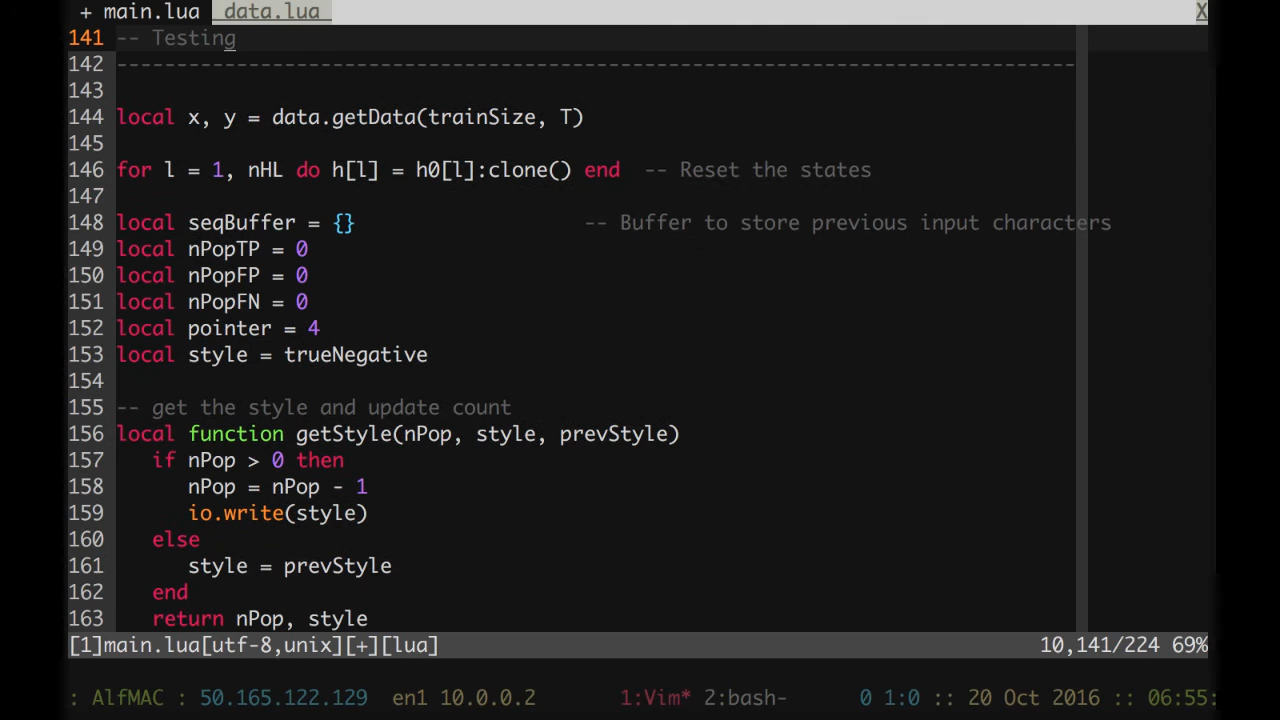 + main.lua data.lua X
141 -- Testing
142 --------------------------------------------------------------------------------
143
144 local x, y = data.getData(trainSize, T)
145
146 for l = 1, nHL do h[l] = h0[l]:clone() end  -- Reset the states
147
148 local seqBuffer = {}                   -- Buffer to store previous input characters
149 local nPopTP = 0
150 local nPopFP = 0
151 local nPopFN = 0
152 local pointer = 4
153 local style = trueNegative
154
155 -- get the style and update count
156 local function getStyle(nPop, style, prevStyle)
157    if nPop > 0 then
158       nPop = nPop - 1
159       io.write(style)
160    else
161       style = prevStyle
162    end
163    return nPop, style
[1]main.lua[utf-8,unix][+][lua] 10,141/224 69%
: AlfMAC : 50.165.122.129 en1 10.0.0.2 1:Vim* 2:bash- 0 1:0 :: 20 Oct 2016 :: 06:55: